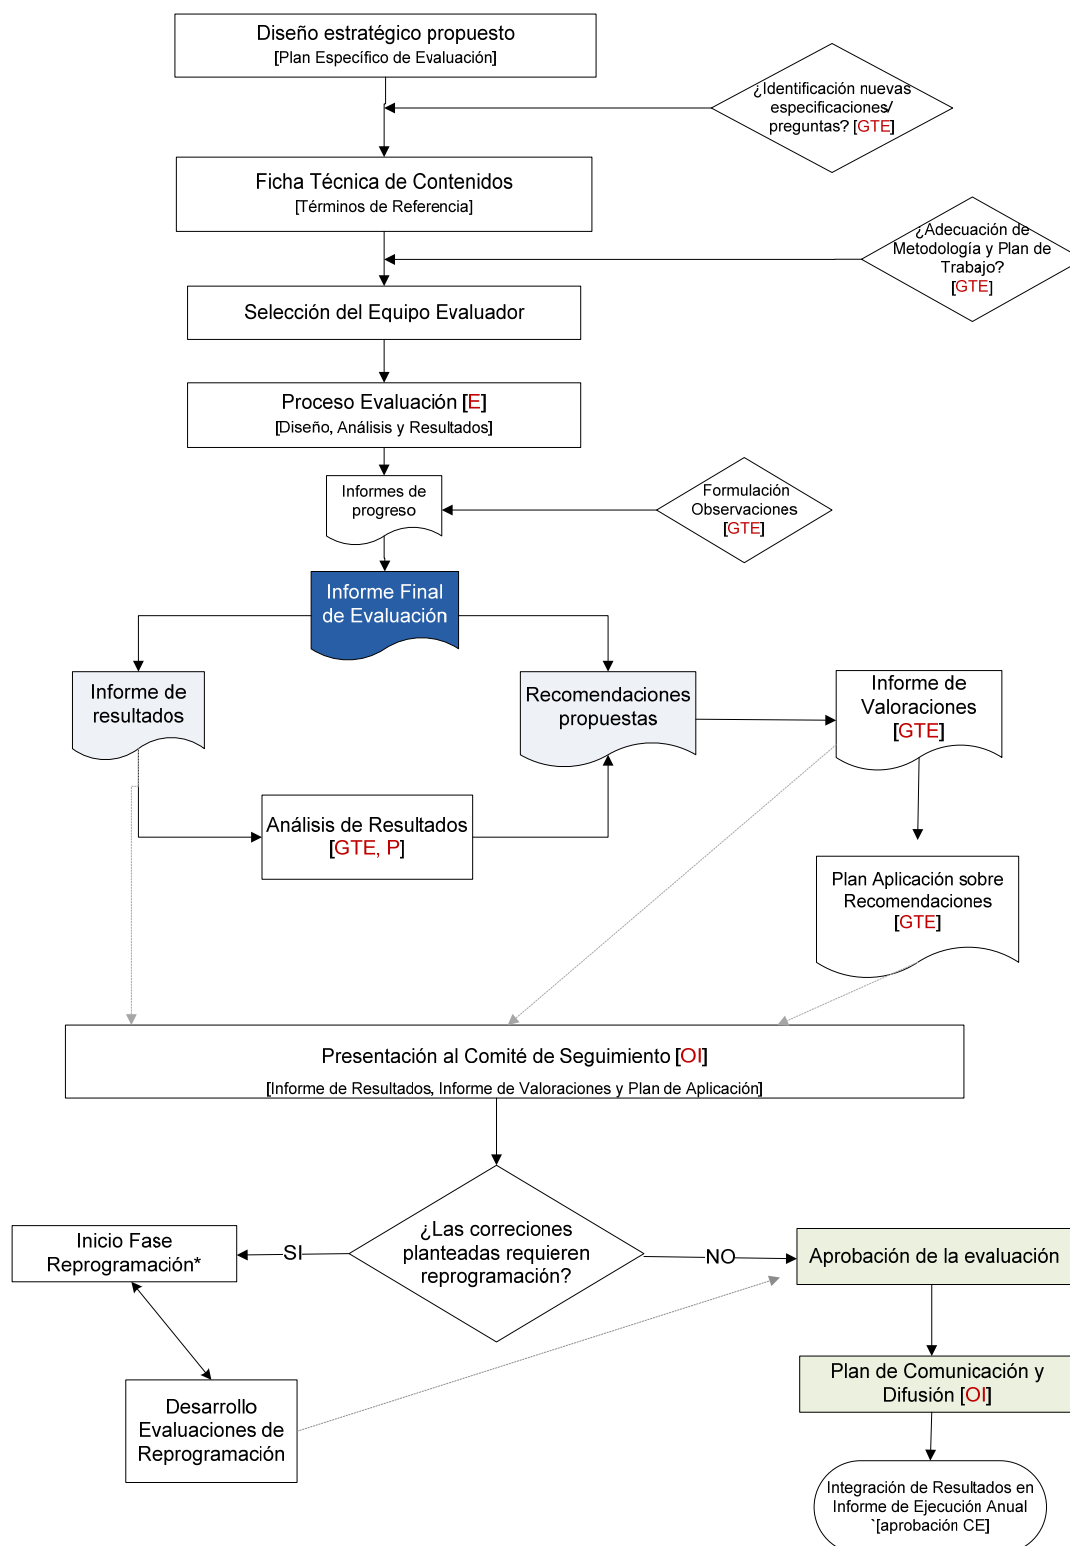 Diseño estratégico propuesto
[Plan Específico de Evaluación]
¿Identificación nuevas
especificaciones/
preguntas? [GTE]
Ficha Técnica de Contenidos
[Términos de Referencia]
¿Adecuación de
Metodología y Plan de
Trabajo?
[GTE]
Selección del Equipo Evaluador
Proceso Evaluación [E]
[Diseño, Análisis y Resultados]
Informes de
progreso
Formulación
Observaciones
[GTE]
Informe Final
de Evaluación
Informe de
resultados
Recomendaciones
propuestas
Informe de
Valoraciones
[GTE]
Análisis de Resultados
[GTE, P]
Plan Aplicación sobre
Recomendaciones
[GTE]
Presentación al Comité de Seguimiento [OI]
[Informe de Resultados, Informe de Valoraciones y Plan de Aplicación]
¿Las correciones
planteadas requieren
reprogramación?
SI
NO
Inicio Fase
Reprogramación*
Aprobación de la evaluación
Desarrollo
Evaluaciones de
Reprogramación
Plan de Comunicación y
Difusión [OI]
Integración de Resultados en
Informe de Ejecución Anual
`[aprobación CE]